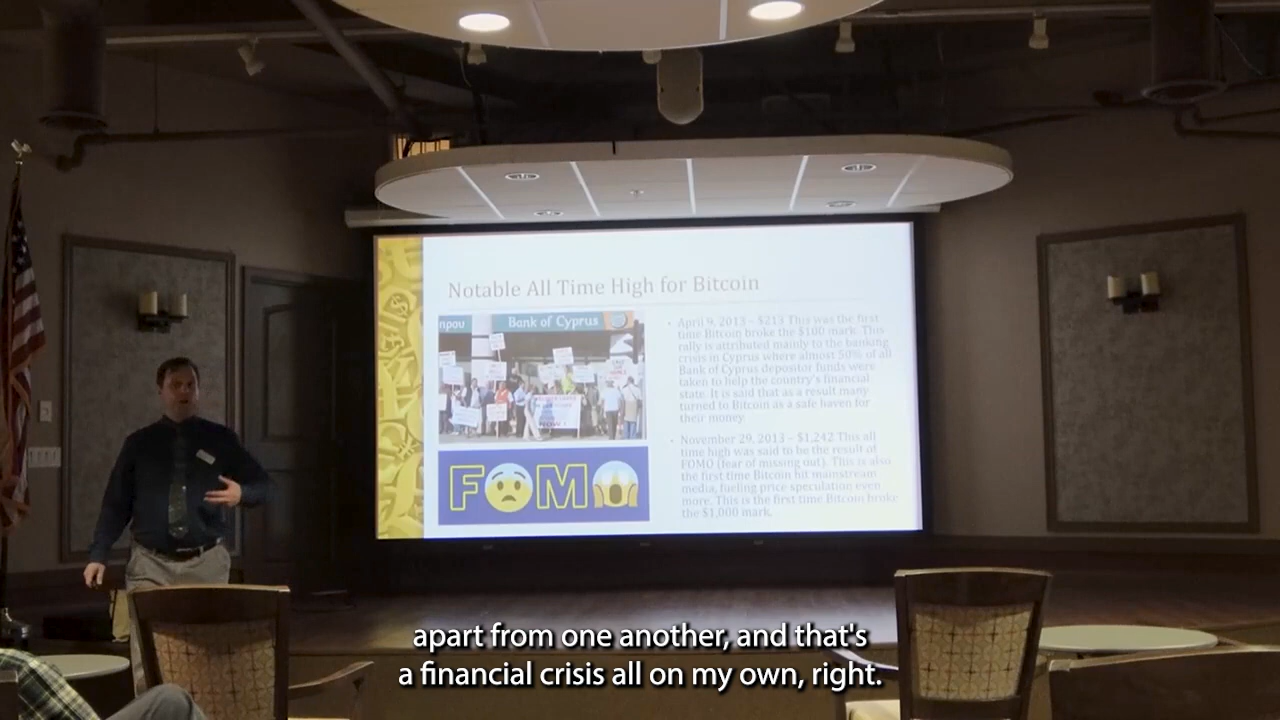 Notable All Time High for Bitcoin
Bank of Cyprus
FOMO
April 9, 2013 – $213 This was the first
time Bitcoin broke the $100 mark. This
rally is attributed mainly to the banking
crisis in Cyprus where almost 50% of all
Bank of Cyprus depositor funds were
taken to help the country's financial
state. It is said that as a result many
turned to Bitcoin as a safe haven for
their money.
November 29, 2013 – $1,242 This all
time high was said to be the result of
FOMO (fear of missing out). This is also
the first time Bitcoin hit mainstream
media, fueling price speculation even
more. This is the first time Bitcoin broke
the $1,000 mark.
apart from one another, and that's
a financial crisis all on my own, right.